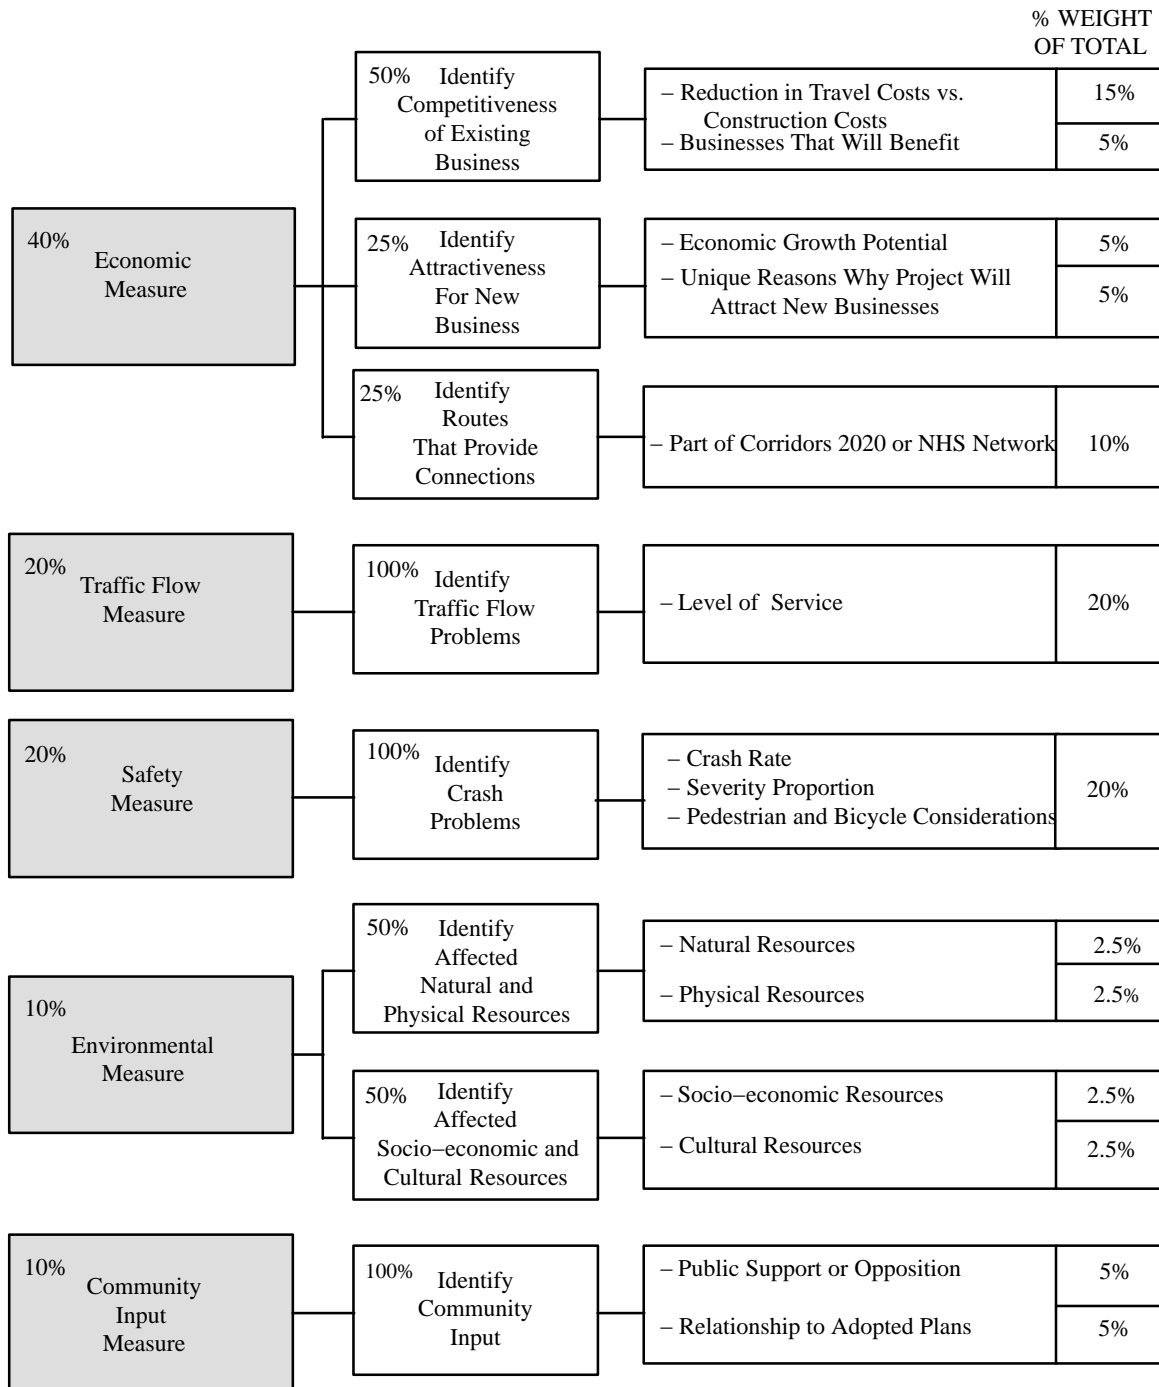 % WEIGHT
OF TOTAL
40%
Economic
Measure
50% Identify
Competitiveness
of Existing
Business
– Reduction in Travel Costs vs.
Construction Costs
15%
– Businesses That Will Benefit
5%
25% Identify
Attractiveness
For New
Business
– Economic Growth Potential
5%
– Unique Reasons Why Project Will
Attract New Businesses
5%
25% Identify
Routes
That Provide
Connections
– Part of Corridors 2020 or NHS Network
10%
20%
Traffic Flow
Measure
100% Identify
Traffic Flow
Problems
– Level of Service
20%
20%
Safety
Measure
100% Identify
Crash
Problems
– Crash Rate
– Severity Proportion
– Pedestrian and Bicycle Considerations
20%
10%
Environmental
Measure
50% Identify
Affected
Natural and
Physical Resources
– Natural Resources
2.5%
– Physical Resources
2.5%
50% Identify
Affected
Socio–economic and
Cultural Resources
– Socio–economic Resources
2.5%
– Cultural Resources
2.5%
10%
Community
Input
Measure
100% Identify
Community
Input
– Public Support or Opposition
5%
– Relationship to Adopted Plans
5%